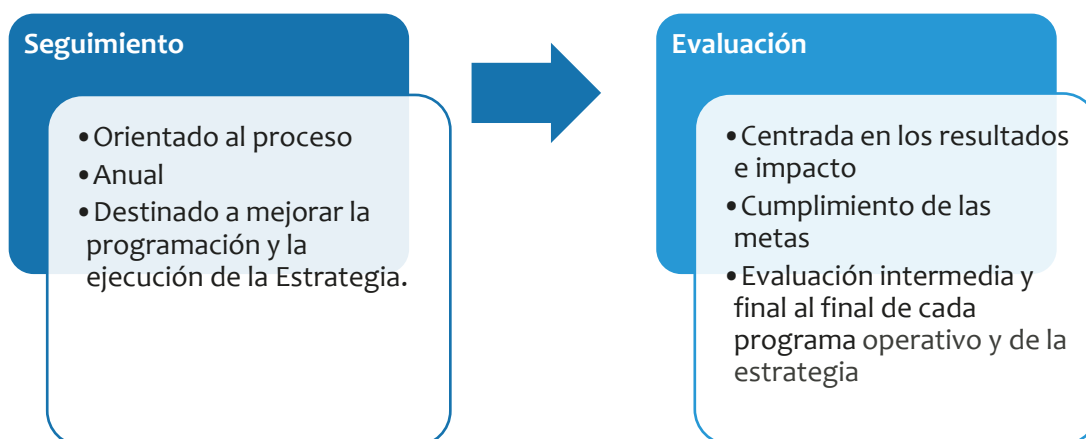 Seguimiento
•Orientado al proceso
•Anual
•Destinado a mejorar la
programación y la
ejecución de la Estrategia.
Evaluación
•Centrada en los resultados
e impacto
•Cumplimiento de las
metas
•Evaluación intermedia y
final al final de cada
programa operativo y de la
estrategia